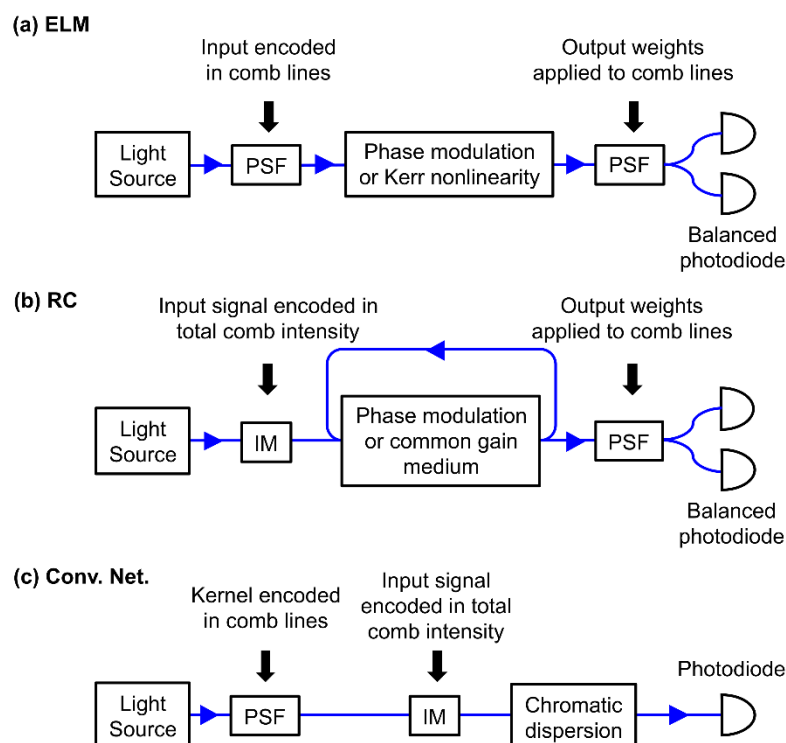 (a) ELM
Input encoded
in comb lines
Output weights
applied to comb lines
Light
Source
PSF
Phase modulation
or Kerr nonlinearity
PSF
Balanced
photodiode
(b) RC
Input signal encoded in
total comb intensity
Output weights
applied to comb lines
Light
Source
IM
Phase modulation
or common gain
medium
PSF
Balanced
photodiode
(c) Conv. Net.
Kernel encoded
in comb lines
Input signal
encoded in total
comb intensity
Photodiode
Light
Source
PSF
IM
Chromatic
dispersion